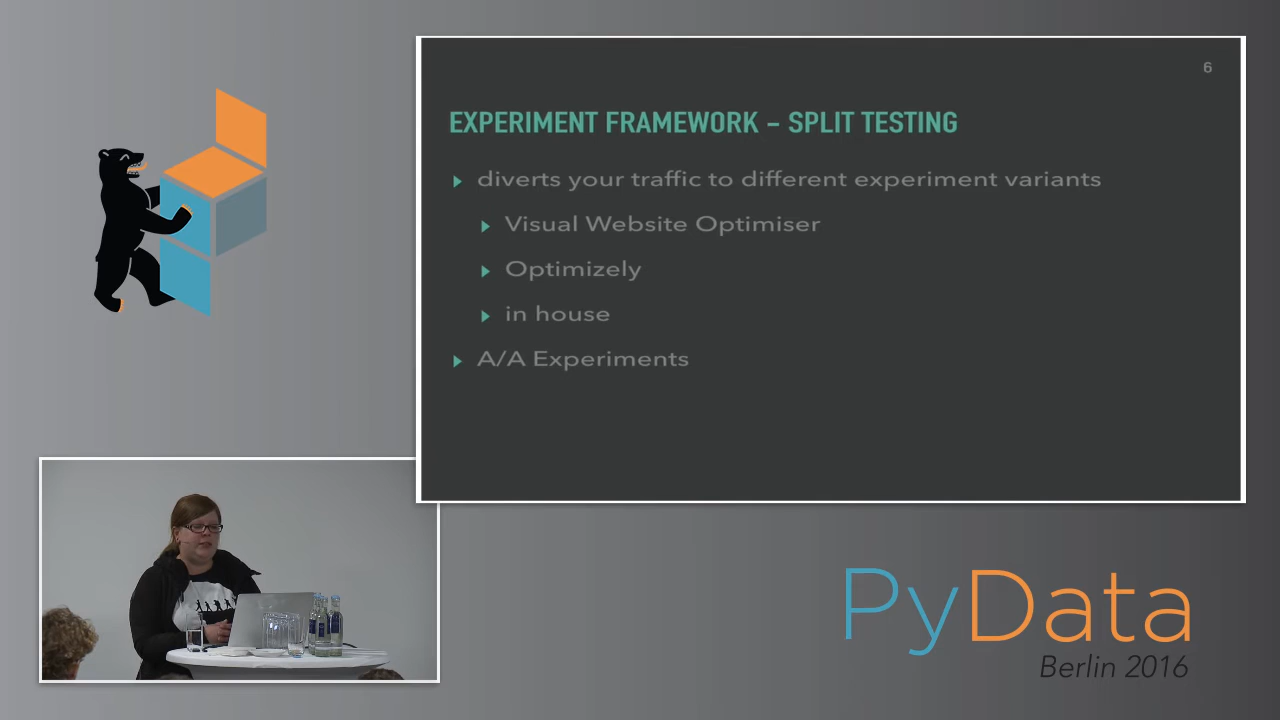 6
EXPERIMENT FRAMEWORK – SPLIT TESTING
diverts your traffic to different experiment variants
Visual Website Optimiser
Optimizely
in house
A/A Experiments
PyData
Berlin 2016